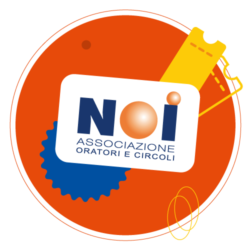 NOI
ASSOCIAZIONE
ORATORI E CIRCOLI